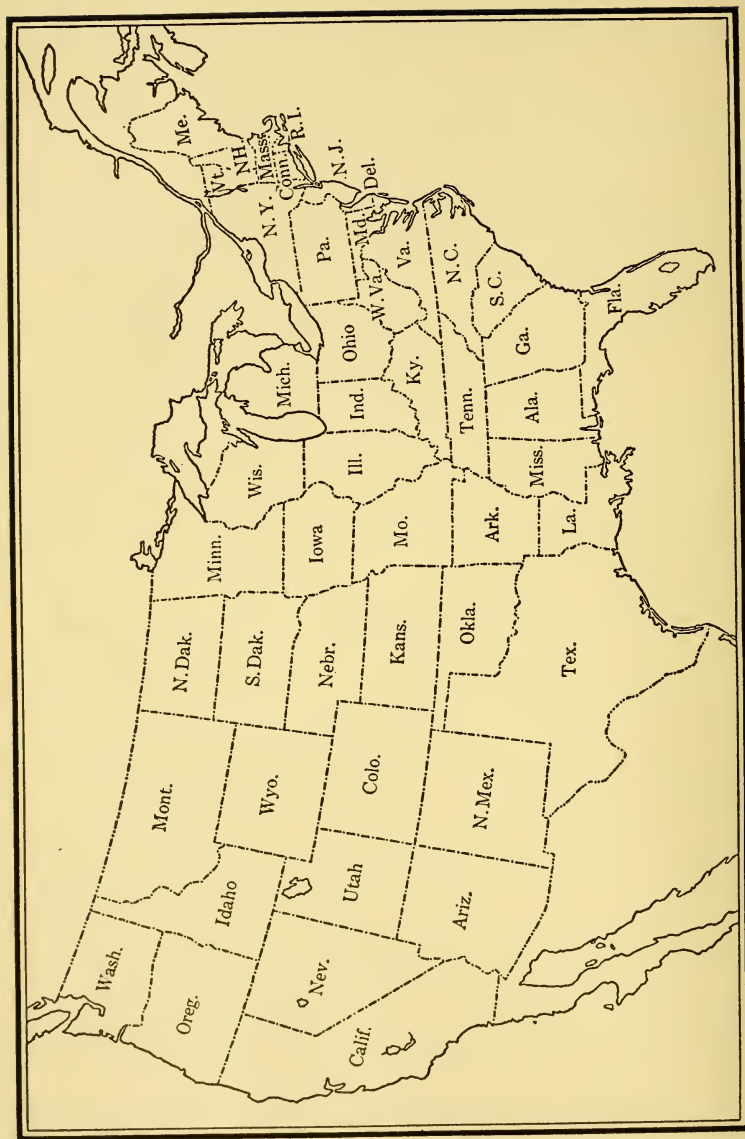 Wash.
Oreg.
Calif.
Nev.
Idaho
Mont.
Wyo.
Utah
Colo.
Ariz.
N.Mex.
N.Dak.
S.Dak.
Nebr.
Kans.
Okla.
Tex.
Minn.
Iowa
Mo.
Ark.
La.
Wis.
Ill.
Mich.
Ind.
Ohio
Ky.
Tenn.
Miss.
Ala.
Ga.
Fla.
S.C.
N.C.
Va.
W.Va.
Md.
Del.
Pa.
N.J.
N.Y.
Conn.
R.I.
Mass.
Vt.
NH.
Me.